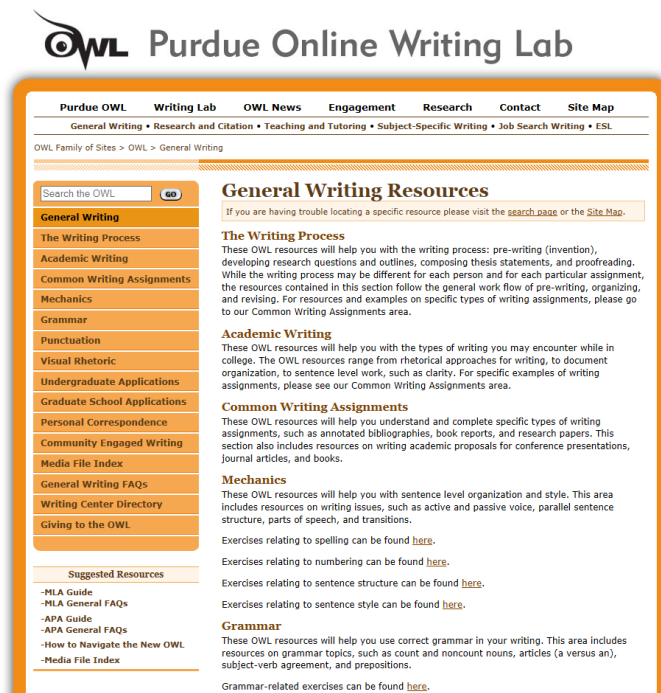 OWL Purdue Online Writing Lab
Purdue OWL Writing Lab OWL News Engagement Research Contact Site Map
General Writing • Research and Citation • Teaching and Tutoring • Subject-Specific Writing • Job Search Writing • ESL
OWL Family of Sites > OWL > General Writing
Search the OWL GO
General Writing
The Writing Process
Academic Writing
Common Writing Assignments
Mechanics
Grammar
Punctuation
Visual Rhetoric
Undergraduate Applications
Graduate School Applications
Personal Correspondence
Community Engaged Writing
Media File Index
General Writing FAQs
Writing Center Directory
Giving to the OWL
Suggested Resources
-MLA Guide
-MLA General FAQs
-APA Guide
-APA General FAQs
-How to Navigate the New OWL
-Media File Index
General Writing Resources
If you are having trouble locating a specific resource please visit the search page or the Site Map.
The Writing Process
These OWL resources will help you with the writing process: pre-writing (invention),
developing research questions and outlines, composing thesis statements, and proofreading.
While the writing process may be different for each person and for each particular assignment,
the resources contained in this section follow the general work flow of pre-writing, organizing,
and revising. For resources and examples on specific types of writing assignments, please go
to our Common Writing Assignments area.
Academic Writing
These OWL resources will help you with the types of writing you may encounter while in
college. The OWL resources range from rhetorical approaches for writing, to document
organization, to sentence level work, such as clarity. For specific examples of writing
assignments, please see our Common Writing Assignments area.
Common Writing Assignments
These OWL resources will help you understand and complete specific types of writing
assignments, such as annotated bibliographies, book reports, and research papers. This
section also includes resources on writing academic proposals for conference presentations,
journal articles, and books.
Mechanics
These OWL resources will help you with sentence level organization and style. This area
includes resources on writing issues, such as active and passive voice, parallel sentence
structure, parts of speech, and transitions.
Exercises relating to spelling can be found here.
Exercises relating to numbering can be found here.
Exercises relating to sentence structure can be found here.
Exercises relating to sentence style can be found here.
Grammar
These OWL resources will help you use correct grammar in your writing. This area includes
resources on grammar topics, such as count and noncount nouns, articles (a versus an),
subject-verb agreement, and prepositions.
Grammar-related exercises can be found here.